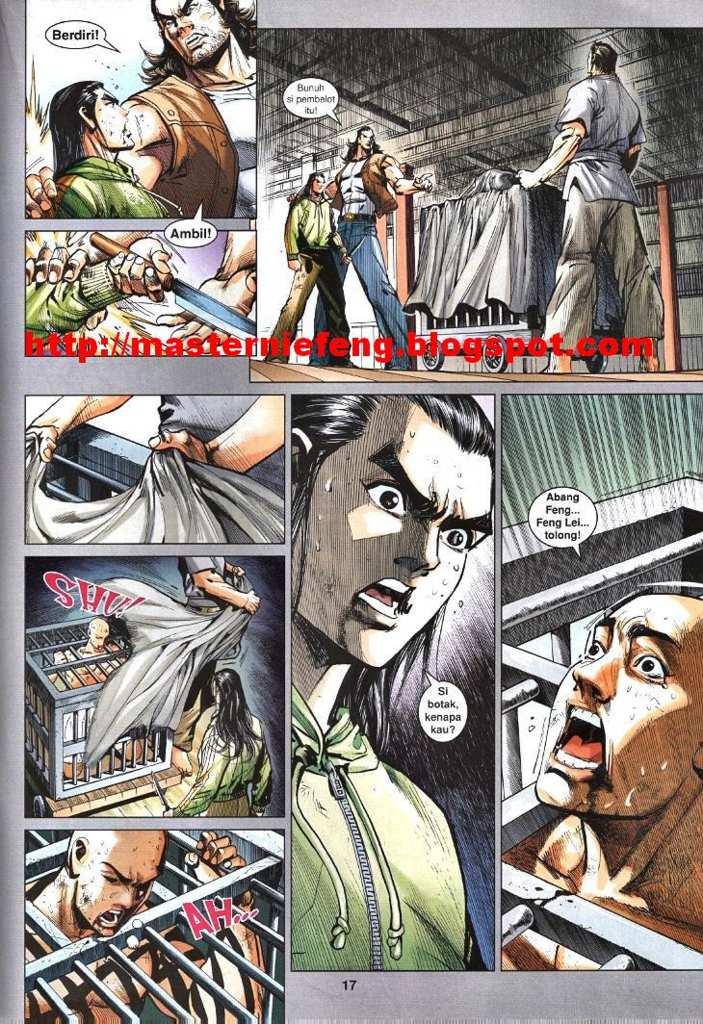 Berdiri!
Bunuh
si pembelot
itu!
Ambil!
http://masterniefeng.blogspot.com
SHU!
Si
botak,
kenapa
kau?
Abang
Feng...
Feng Lei...
tolong!
AH...
17